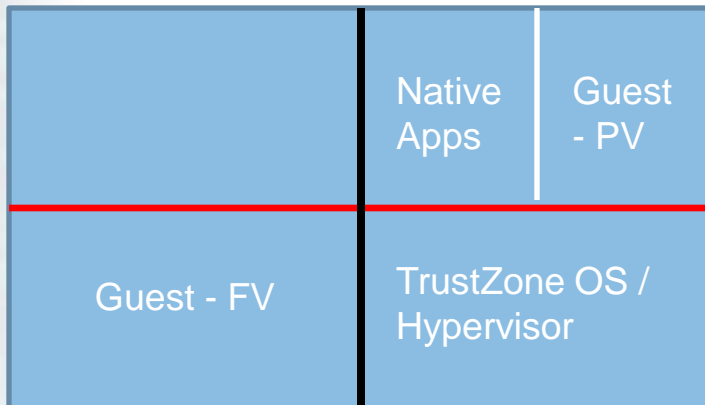 Native
Apps
Guest
- PV
Guest - FV
TrustZone OS /
Hypervisor